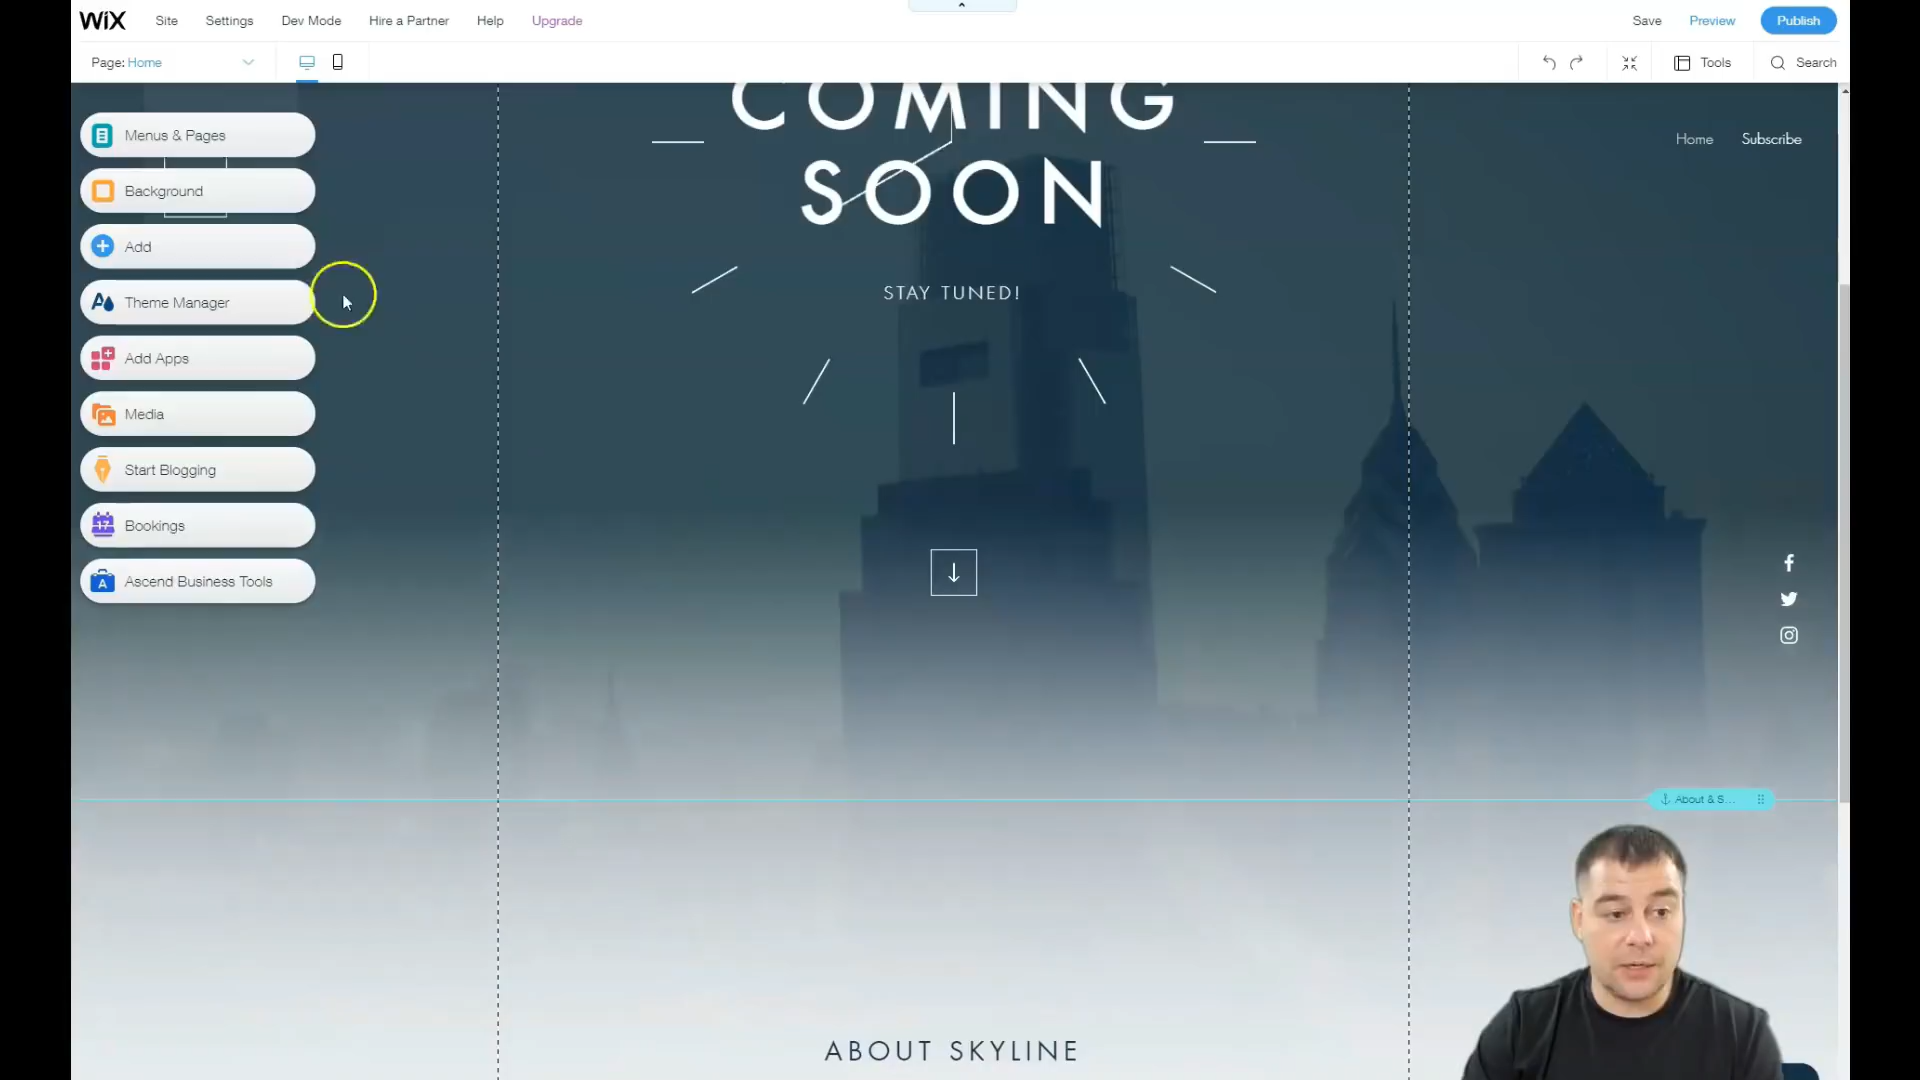 WiX Site Settings Dev Mode Hire a Partner Help Upgrade Save Preview Publish
Page: Home Tools Search
Menus & Pages
Background
Add
Theme Manager
Add Apps
Media
Start Blogging
17
Bookings
A
Ascend Business Tools
COMING
SOON
STAY TUNED!
Home Subscribe
About & S...
ABOUT SKYLINE